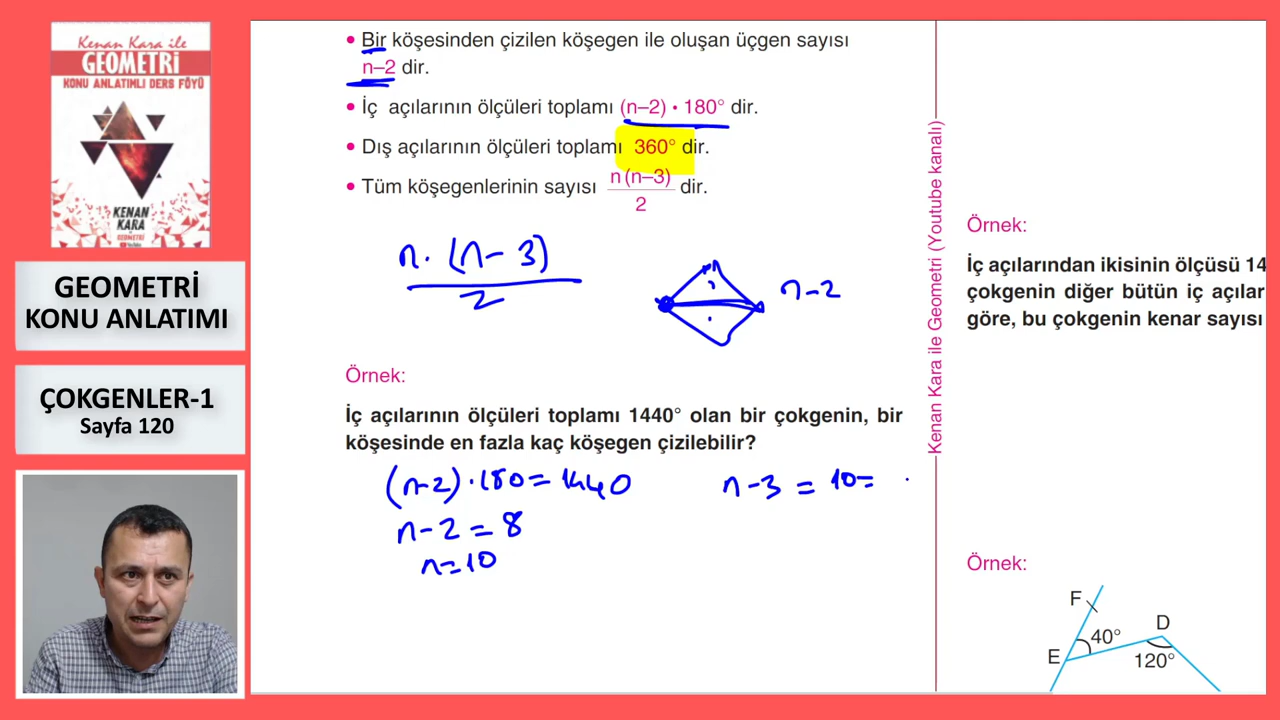 Kenan Kara ile
GEOMETRİ
KONU ANLATIMLI DERS FÖYÜ
KENAN
KARA
GEOMETRİ KONU ANLATIMI
ÇOKGENLER-1
Sayfa 120
• Bir köşesinden çizilen köşegen ile oluşan üçgen sayısı
n–2 dir.
• İç açılarının ölçüleri toplamı (n–2) • 180° dir.
• Dış açılarının ölçüleri toplamı 360° dir.
• Tüm köşegenlerinin sayısı n(n–3)/2 dir.
n·(n-3)/2
n-2
Örnek:
İç açılarının ölçüleri toplamı 1440° olan bir çokgenin, bir
köşesinde en fazla kaç köşegen çizilebilir?
(n-2)·180=1440
n-2=8
n=10
n-3=10=
Kenan Kara ile Geometri (Youtube kanalı)
Örnek:
İç açılarından ikisinin ölçüsü 14
çokgenin diğer bütün iç açılar
göre, bu çokgenin kenar sayısı
Örnek:
F
D
40°
E
120°